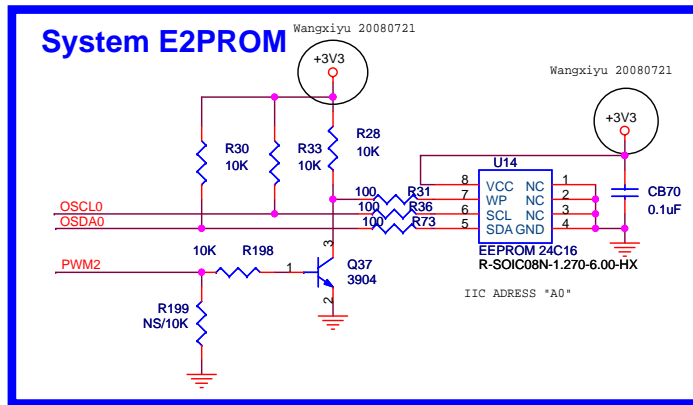 Wangxiyu 20080721
System E2PROM
+3V3
Wangxiyu 20080721
+3V3
R30
10K
R33
10K
R28
10K
U14
8 VCC NC 1
7 WP NC 2
6 SCL NC 3
5 SDA GND 4
100 R31
100 R36
100 R73
CB70
0.1uF
OSCL0
OSDA0
EEPROM 24C16
R-SOIC08N-1.270-6.00-HX
10K R198
3
PWM2
1
Q37
3904
2
IIC ADRESS "A0"
R199
NS/10K